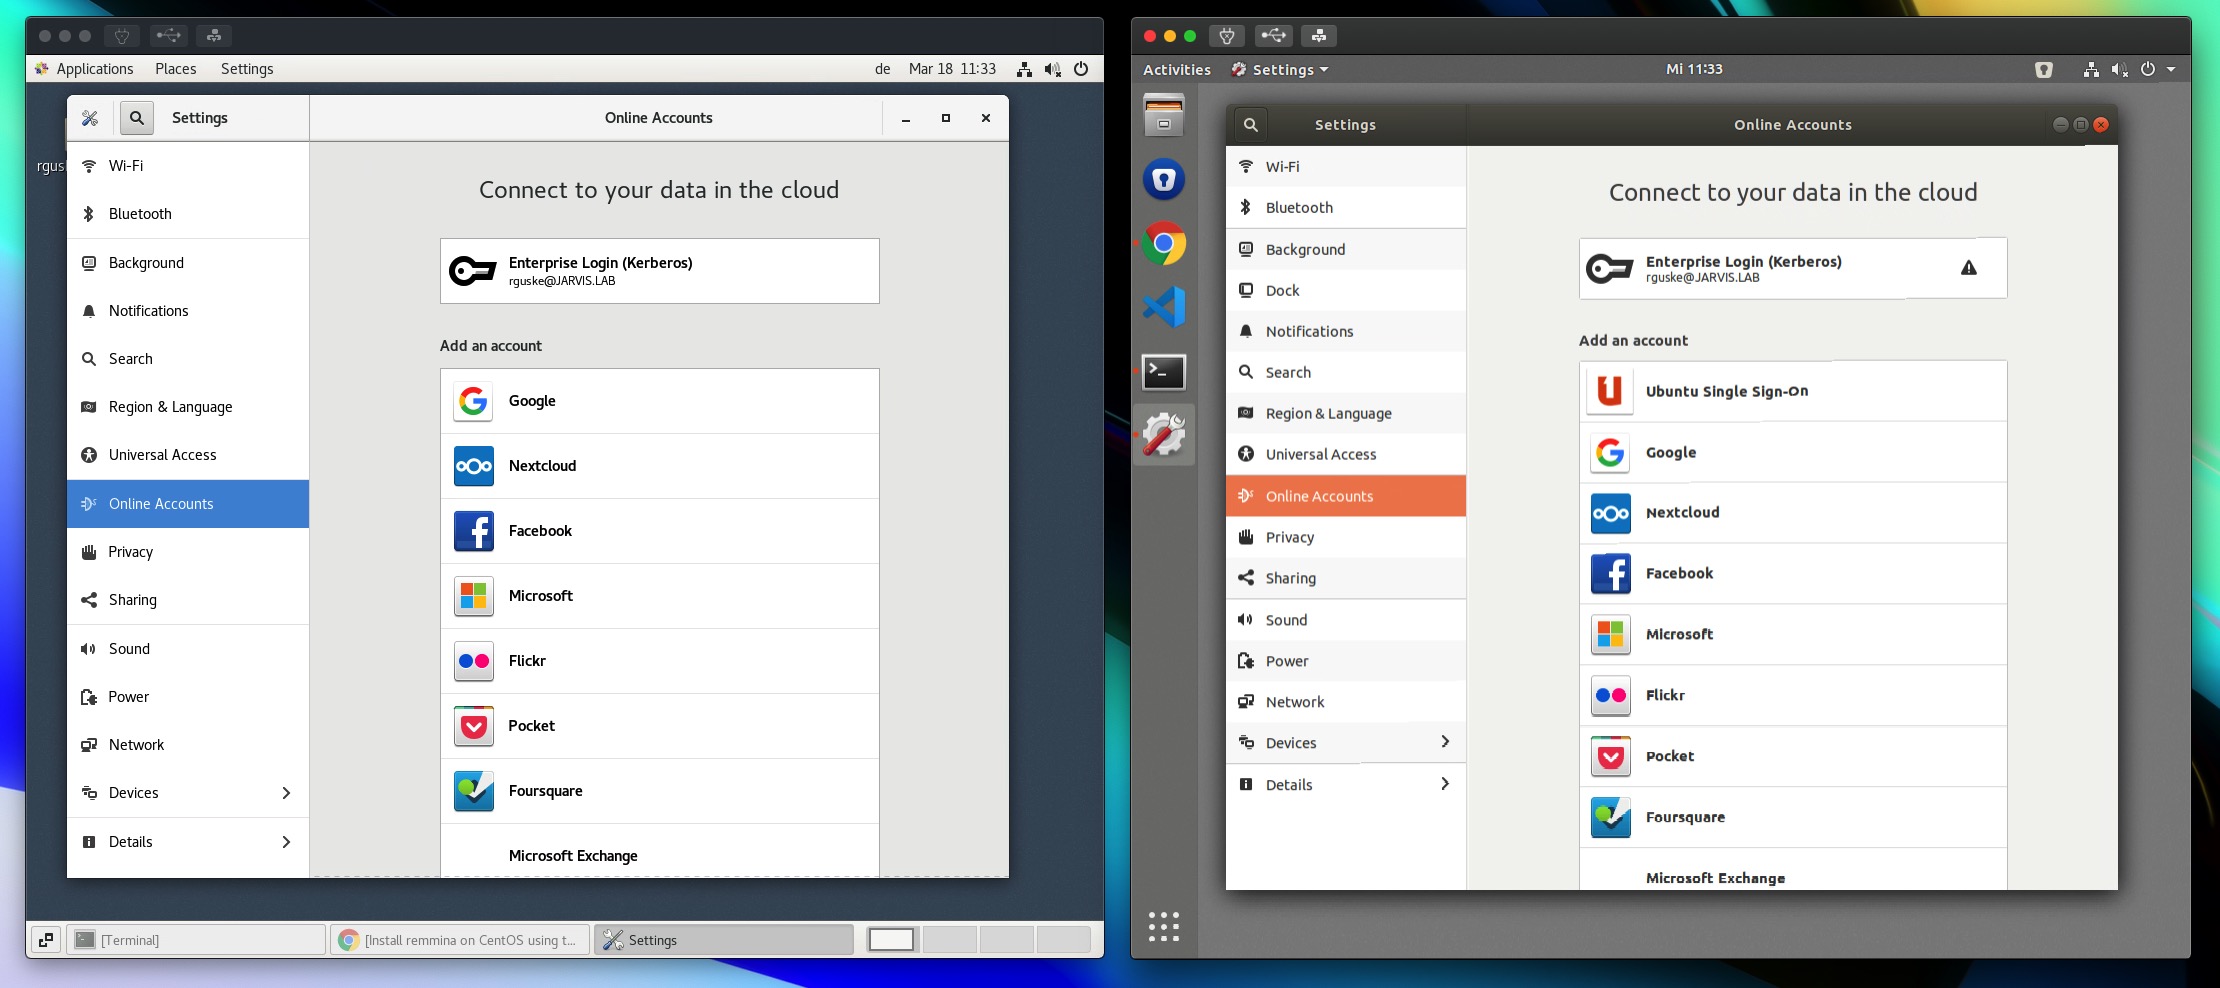 Applications Places Settings
de Mar 18 11:33
Settings
Online Accounts
Wi-Fi
Bluetooth
Background
Notifications
Search
Region & Language
Universal Access
Online Accounts
Privacy
Sharing
Sound
Power
Network
Devices
Details
Connect to your data in the cloud
Enterprise Login (Kerberos)
rguske@JARVIS.LAB
Add an account
Google
Nextcloud
Facebook
Microsoft
Flickr
Pocket
Foursquare
Microsoft Exchange
[Terminal]
[Install remmina on CentOS using t...
Settings
Activities Settings
Mi 11:33
Settings
Online Accounts
Wi-Fi
Bluetooth
Background
Dock
Notifications
Search
Region & Language
Universal Access
Online Accounts
Privacy
Sharing
Sound
Power
Network
Devices
Details
Connect to your data in the cloud
Enterprise Login (Kerberos)
rguske@JARVIS.LAB
Add an account
Ubuntu Single Sign-On
Google
Nextcloud
Facebook
Microsoft
Flickr
Pocket
Foursquare
Microsoft Exchange